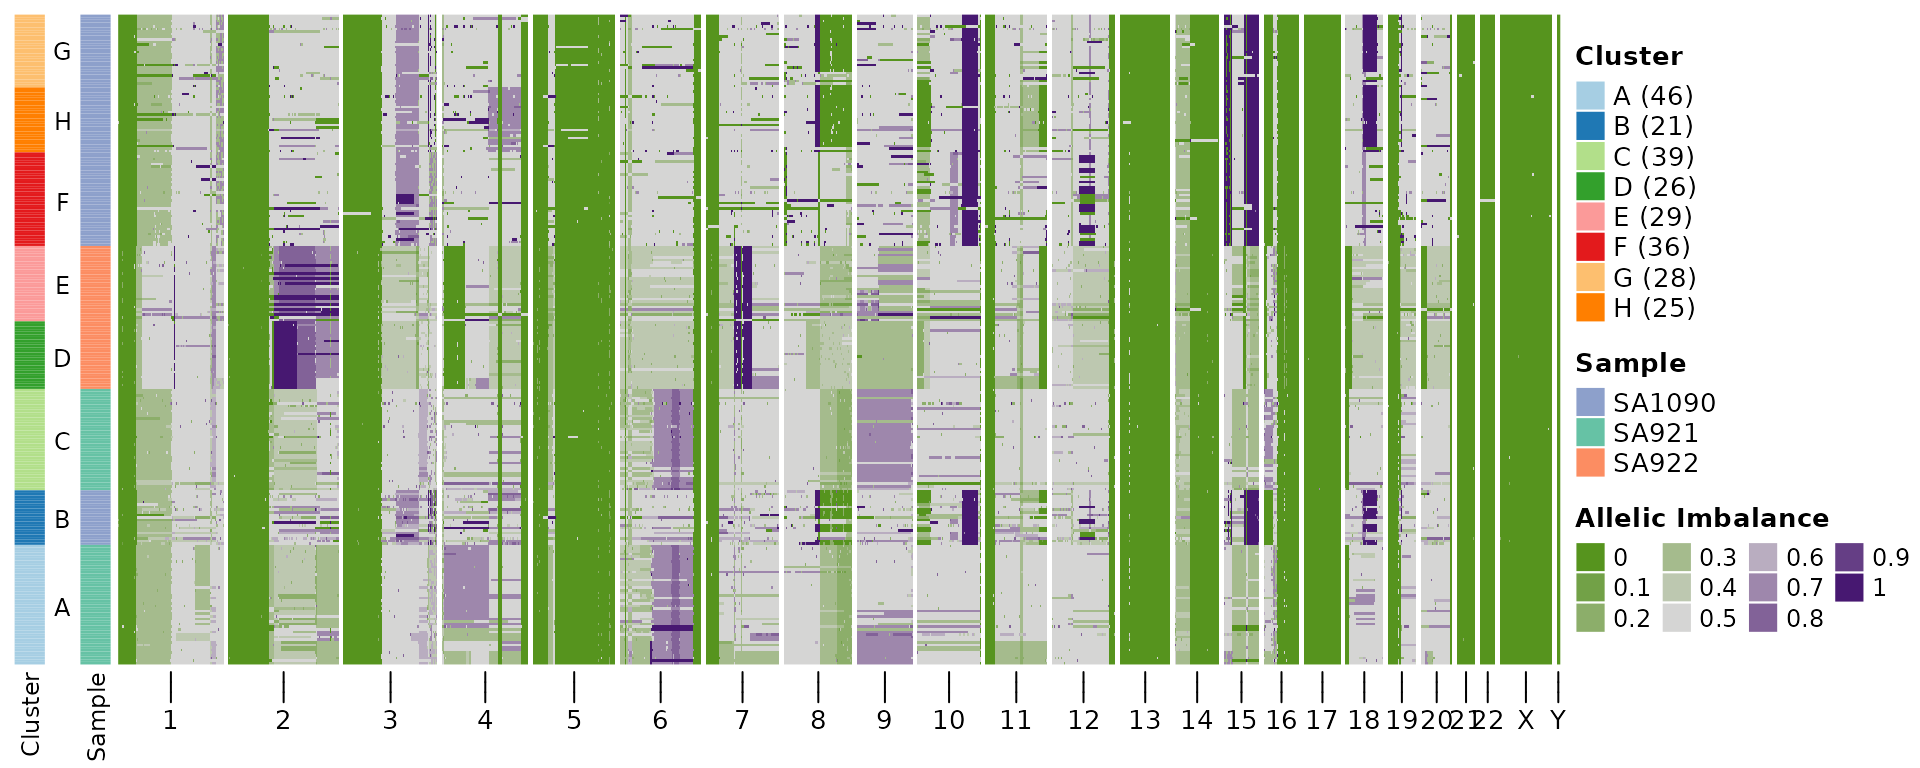 G
H
F
E
D
C
B
A
Cluster
Sample
1 2 3 4 5 6 7 8 9 10 11 12 13 14 15 16 17 18 19 20 21 22 X Y
Cluster
A (46)
B (21)
C (39)
D (26)
E (29)
F (36)
G (28)
H (25)
Sample
SA1090
SA921
SA922
Allelic Imbalance
0 0.3 0.6 0.9
0.1 0.4 0.7 1
0.2 0.5 0.8